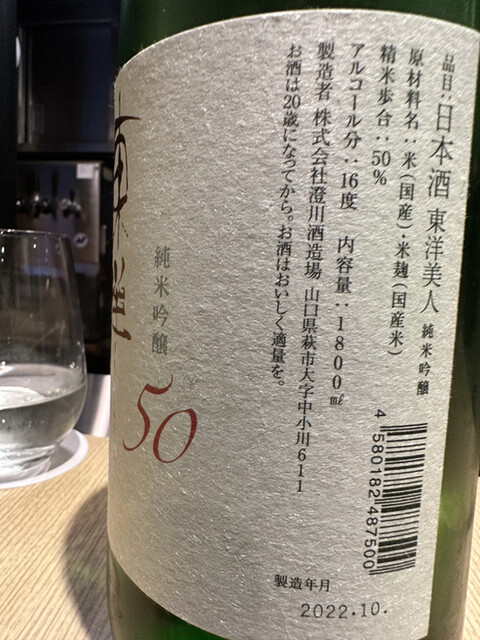 品目：日本酒 東洋美人 純米吟醸
原材料名：米（国産）・米麹（国産米）
精米歩合：50%
アルコール分：16度 内容量：1800㎖
製造者 株式会社澄川酒造場 山口県萩市大字中小川611
お酒は20歳になってから。お酒はおいしく適量を。
純米吟醸
50
4580182487500
製造年月
2022.10.